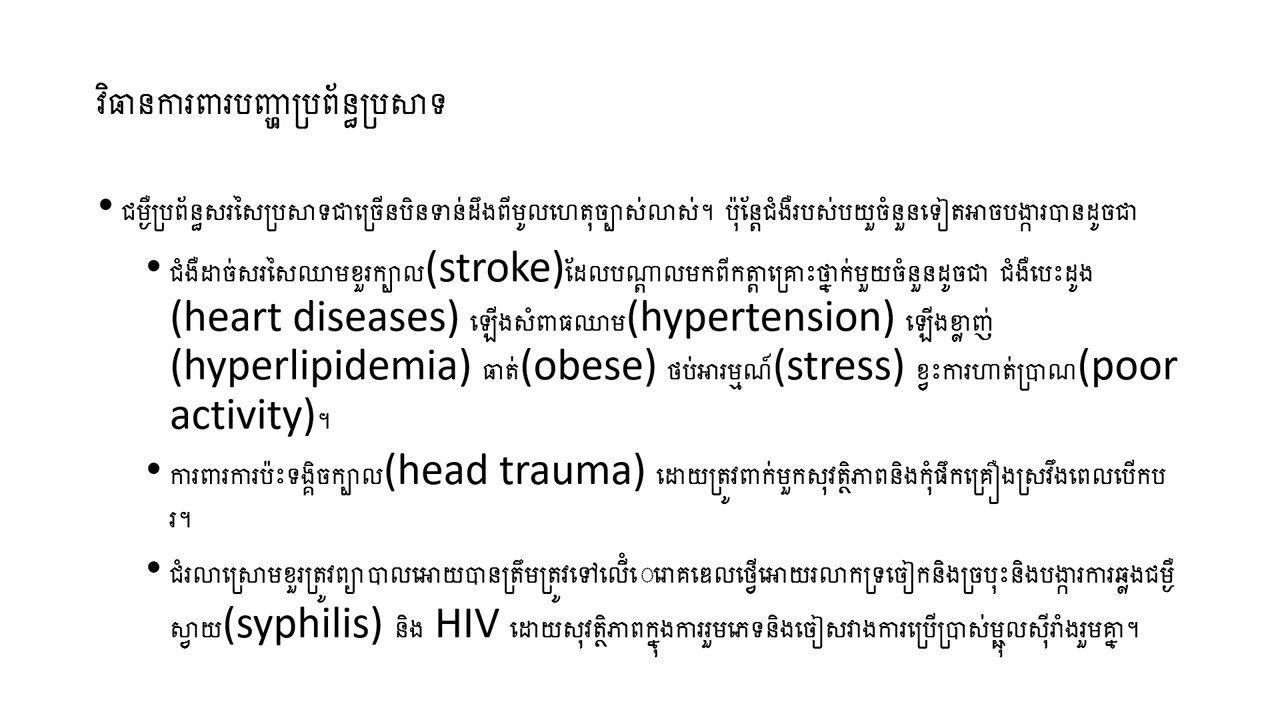 វិធានការពារបញ្ហាប្រព័ន្ធប្រសាទ
• ជម្ងឺប្រព័ន្ធសរសៃប្រសាទជាច្រើនបិនទាន់ដឹងពីមូលហេតុច្បាស់លាស់។ ប៉ុន្តែជំងឺរបស់បយួចំនួនទៀតអាចបង្ការបានដូចជា
• ជំងឺដាច់សរសៃឈាមខួរក្បាល(stroke)ដែលបណ្តាលមកពីកត្តាគ្រោះថ្នាក់មួយចំនួនដូចជា ជំងឺបេះដូង
(heart diseases) ឡើងសំពាធឈាម(hypertension) ឡើងខ្លាញ់
(hyperlipidemia) ធាត់(obese) ថប់អារម្មណ៍(stress) ខ្វះការហាត់ប្រាណ(poor
activity)។
• ការពារការប៉ះទង្គិចក្បាល(head trauma) ដោយត្រូវពាក់មួកសុវត្ថិភាពនិងកុំផឹកគ្រឿងស្រវឹងពេលបើកប
រ។
• ជំរលាស្រោមខួរត្រូវព្យាបាលអោយបានត្រឹមត្រូវទៅលើំេរោគឌេលធ្វើអោយរលាកទ្រចៀកនិងច្របុះនិងបង្ការការឆ្លងជម្ងឺ
ស្វាយ(syphilis) និង HIV ដោយសុវត្ថិភាពក្នុងការរួមភេទនិងចៀសវាងការប្រើប្រាស់ម្ជុលស៊ីរាំងរួមគ្នា។